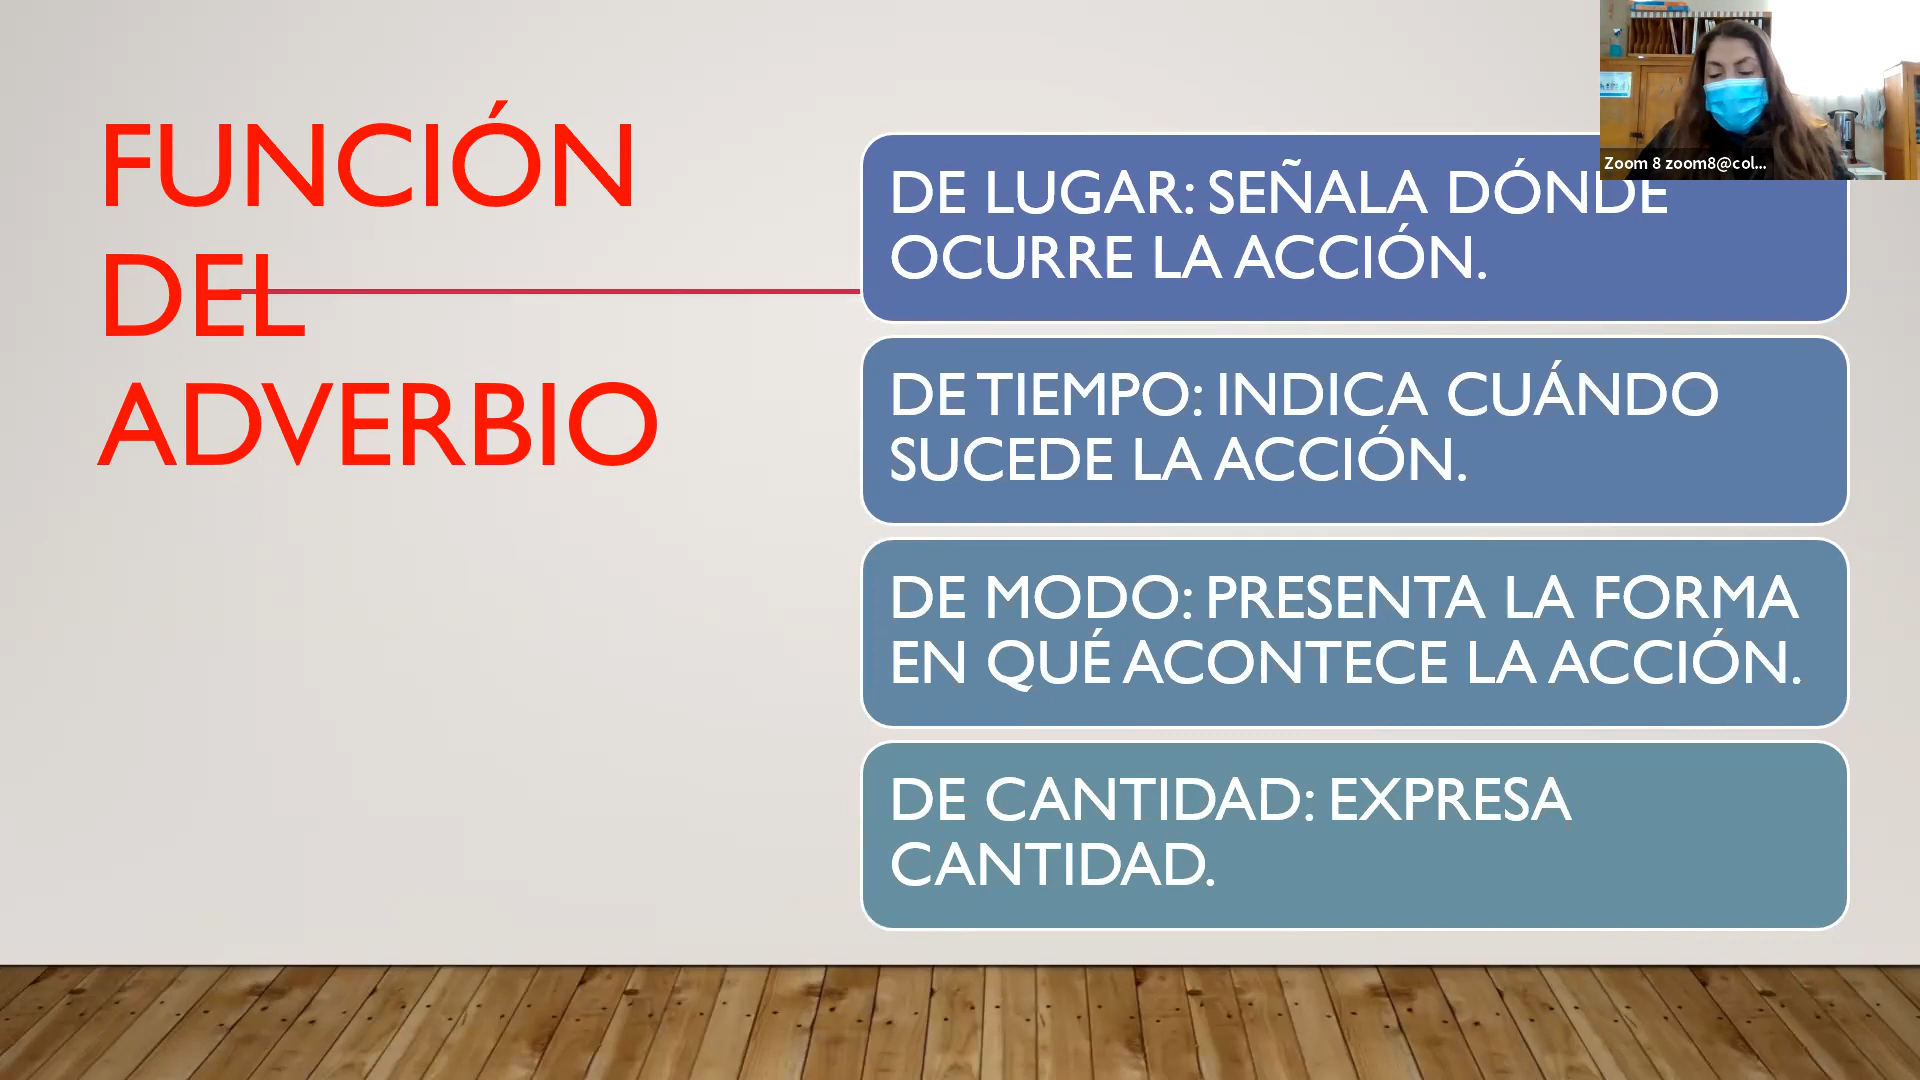 FUNCIÓN
DEL
ADVERBIO
DE LUGAR: SEÑALA DÓNDE
OCURRE LA ACCIÓN.
DE TIEMPO: INDICA CUÁNDO
SUCEDE LA ACCIÓN.
DE MODO: PRESENTA LA FORMA
EN QUÉ ACONTECE LA ACCIÓN.
DE CANTIDAD: EXPRESA
CANTIDAD.
Zoom 8 zoom8@col...